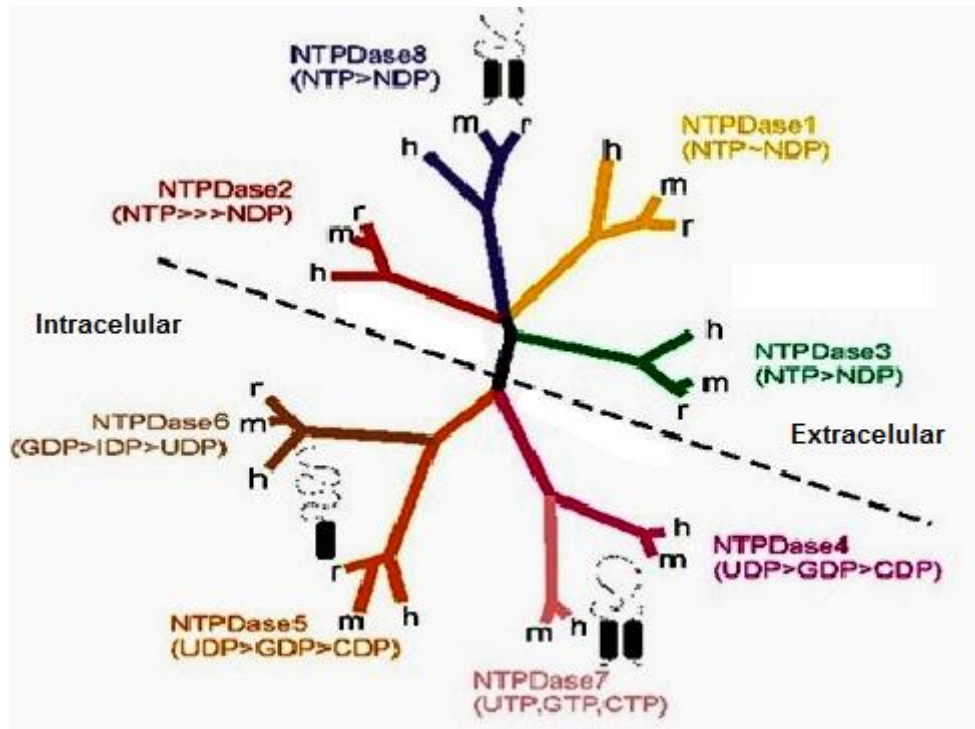 NTPDase8
(NTP>NDP)
m r
h
NTPDase1
(NTP~NDP)
h
m
r
NTPDase2
(NTP>>>NDP)
r
m
h
Intracelular
h
NTPDase3
(NTP>NDP)
m
r
Extracelular
r
m
NTPDase6
(GDP>IDP>UDP)
h
h
m
NTPDase4
(UDP>GDP>CDP)
r
m
h
NTPDase5
(UDP>GDP>CDP)
m
h
NTPDase7
(UTP,GTP,CTP)